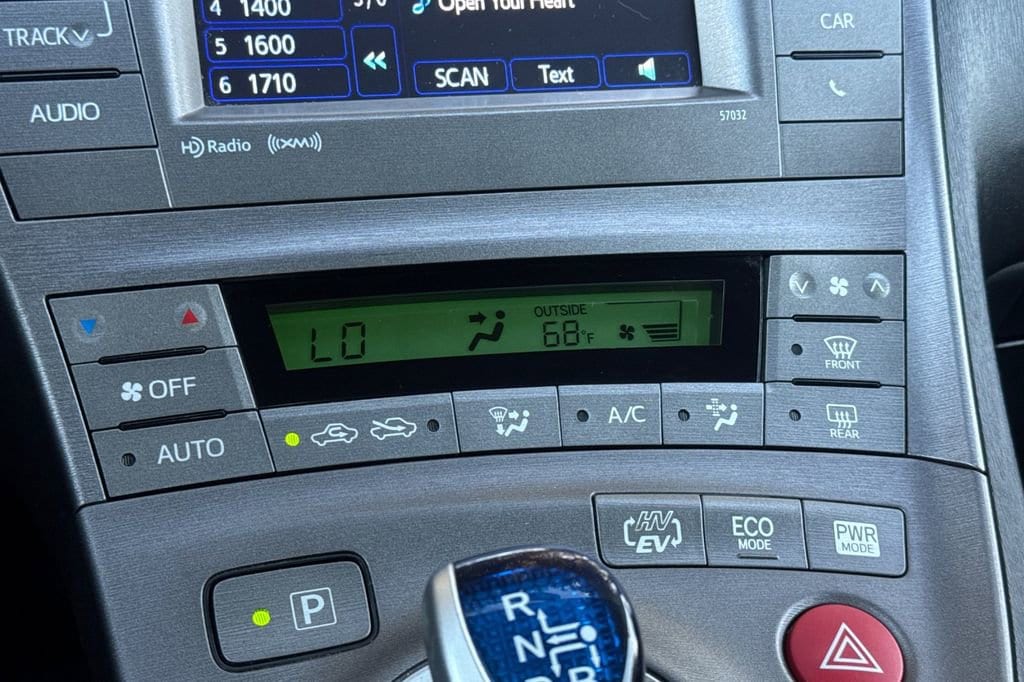 4 1400
Open Your Heart
TRACK
CAR
5 1600
SCAN
Text
6 1710
AUDIO
57032
HD Radio
((XM))
OUTSIDE
LO
68°F
OFF
FRONT
AUTO
A/C
REAR
HV
EV
ECO
MODE
PWR
MODE
P
R
N